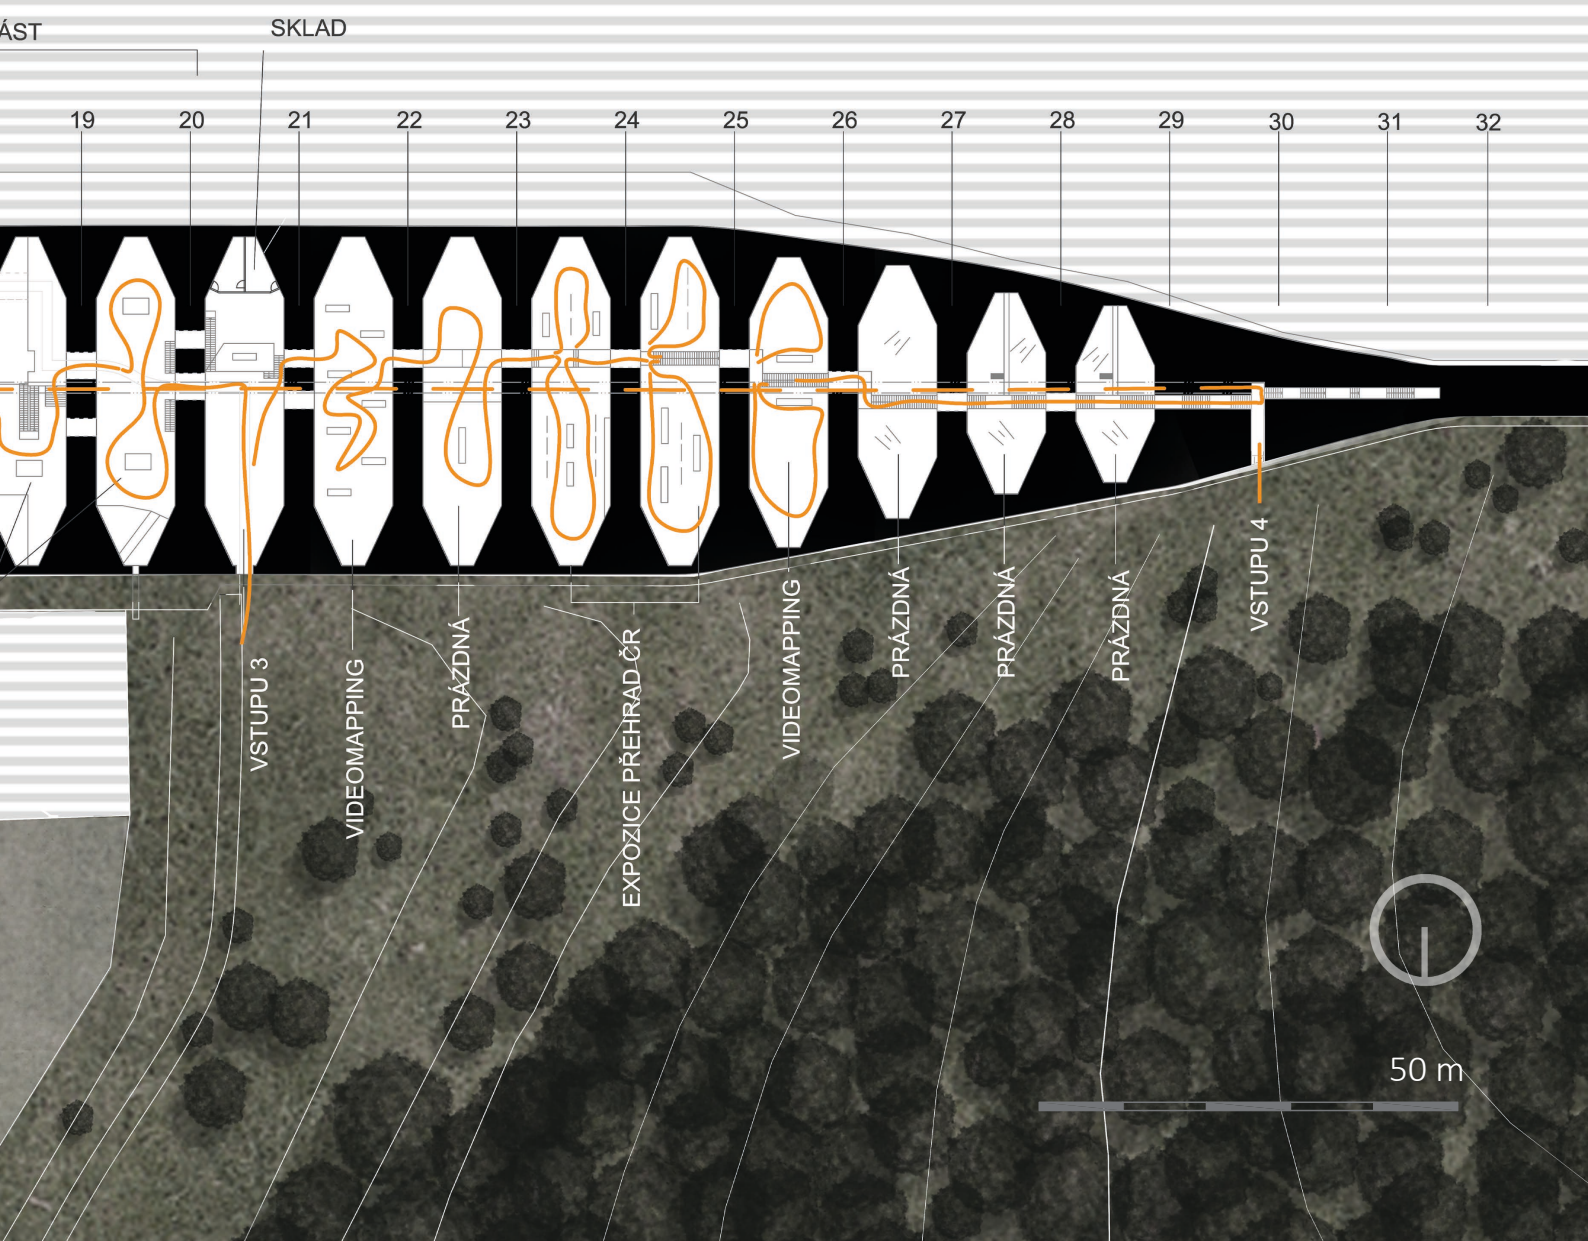 ÁST
SKLAD
19
20
21
22
23
24
25
26
27
28
29
30
31
32
VSTUPU 3
VIDEOMAPPING
PRÁZDNÁ
EXPOZICE PŘEHRAD ČR
VIDEOMAPPING
PRÁZDNÁ
PRÁZDNÁ
PRÁZDNÁ
VSTUPU 4
50 m